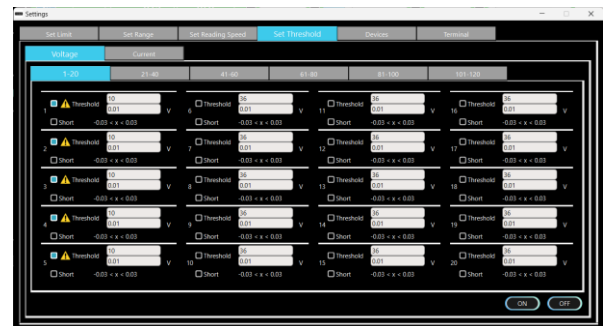 Settings
Set Limit Set Range Set Reading Speed Set Threshold Devices Terminal
Voltage Current
1-20 21-40 41-60 61-80 81-100 101-120
10 36 36 36
1 Threshold 6 Threshold 11 Threshold 16 Threshold
0.01 V 0.01 V 0.01 V 0.01 V
Short -0.03 < x < 0.03 Short -0.03 < x < 0.03 Short -0.03 < x < 0.03 Short -0.03 < x < 0.03
10 36 36 36
2 Threshold 7 Threshold 12 Threshold 17 Threshold
0.01 V 0.01 V 0.01 V 0.01 V
Short -0.03 < x < 0.03 Short -0.03 < x < 0.03 Short -0.03 < x < 0.03 Short -0.03 < x < 0.03
10 36 36 36
3 Threshold 8 Threshold 13 Threshold 18 Threshold
0.01 V 0.01 V 0.01 V 0.01 V
Short -0.03 < x < 0.03 Short -0.03 < x < 0.03 Short -0.03 < x < 0.03 Short -0.03 < x < 0.03
10 36 36 36
4 Threshold 9 Threshold 14 Threshold 19 Threshold
0.01 V 0.01 V 0.01 V 0.01 V
Short -0.03 < x < 0.03 Short -0.03 < x < 0.03 Short -0.03 < x < 0.03 Short -0.03 < x < 0.03
10 36 36 36
5 Threshold 10 Threshold 15 Threshold 20 Threshold
0.01 V 0.01 V 0.01 V 0.01 V
Short -0.03 < x < 0.03 Short -0.03 < x < 0.03 Short -0.03 < x < 0.03 Short -0.03 < x < 0.03
ON OFF